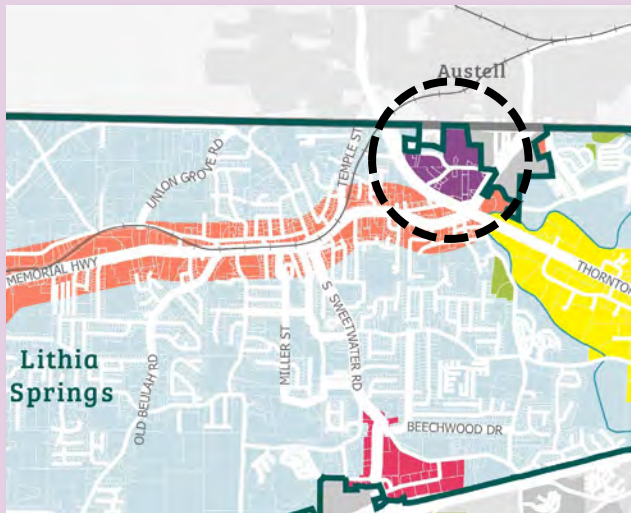 Austell
UNION GROVE RD
TEMPLE ST
MEMORIAL HWY
THORNTO
S SWEETWATER RD
MILLER ST
Lithia
Springs
OLD BEULAH RD
BEECHWOOD DR